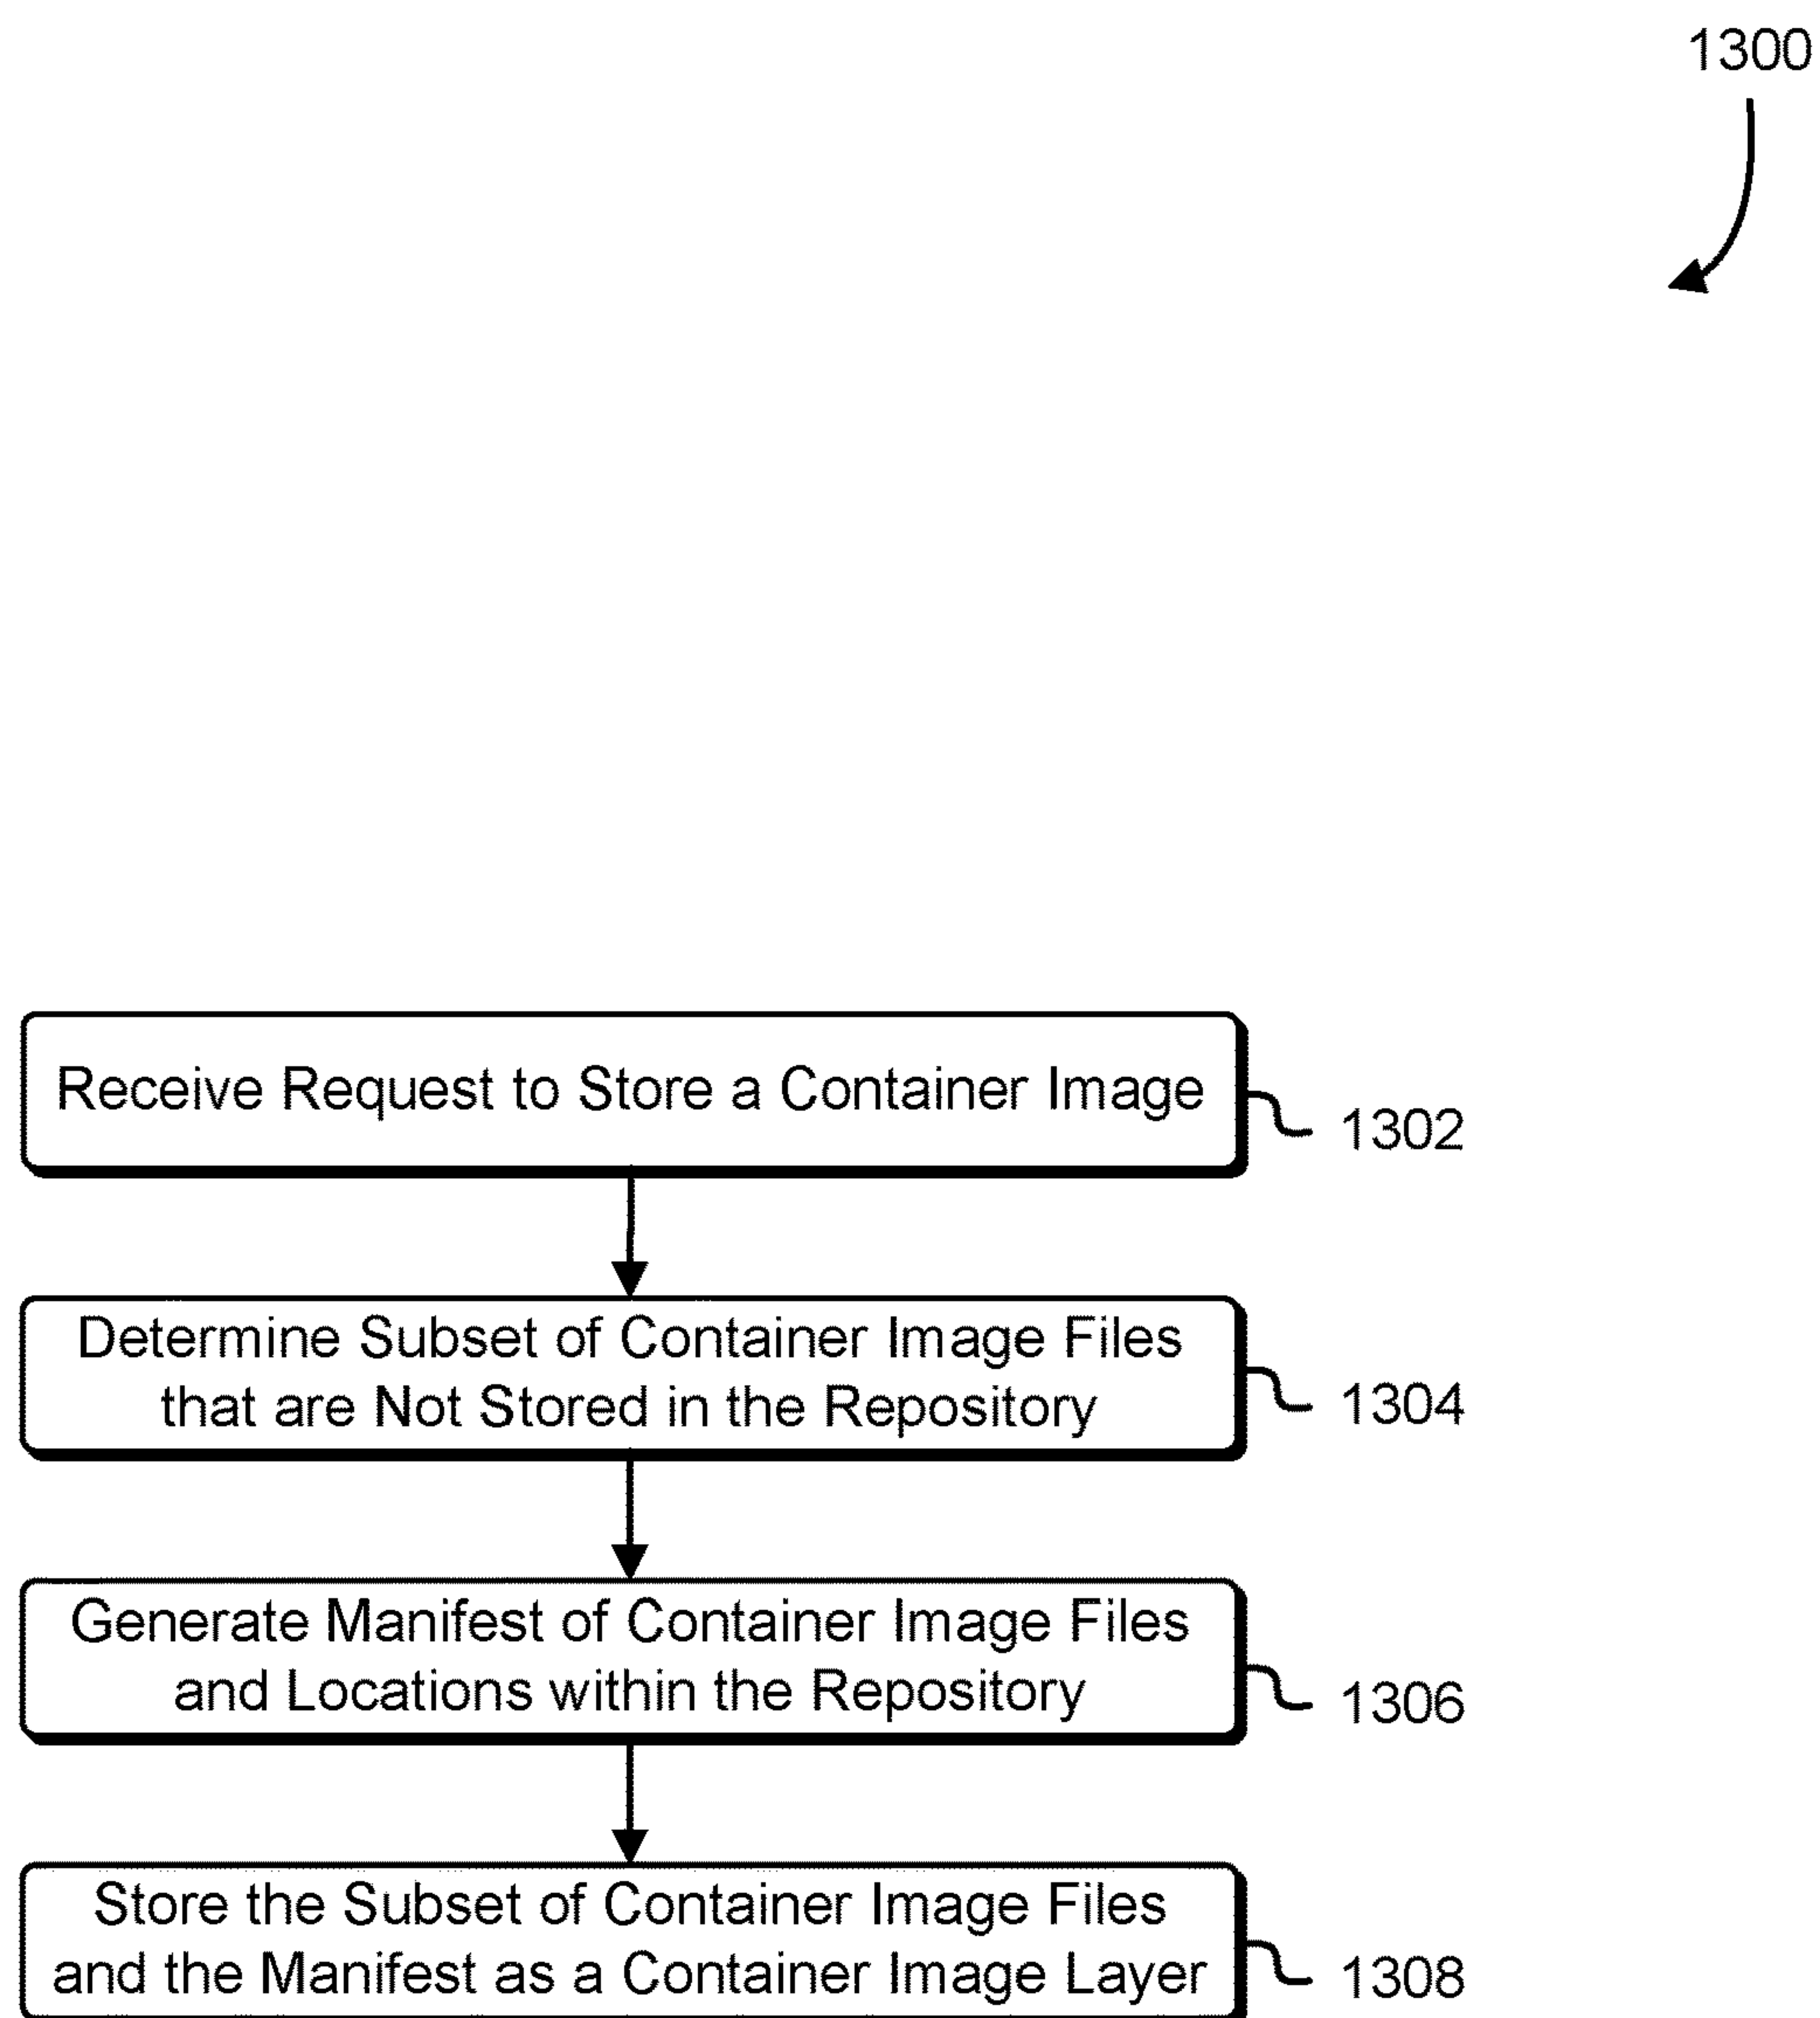 1300
Receive Request to Store a Container Image
1302
Determine Subset of Container Image Files
that are Not Stored in the Repository
1304
Generate Manifest of Container Image Files
and Locations within the Repository
1306
Store the Subset of Container Image Files
and the Manifest as a Container Image Layer
1308